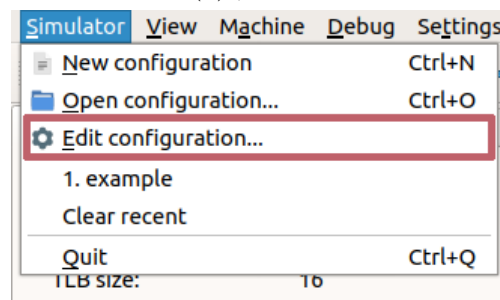 Simulator View Machine Debug Settings
New configuration Ctrl+N
Open configuration... Ctrl+O
Edit configuration...
1. example
Clear recent
Quit Ctrl+Q
TLB size: 16